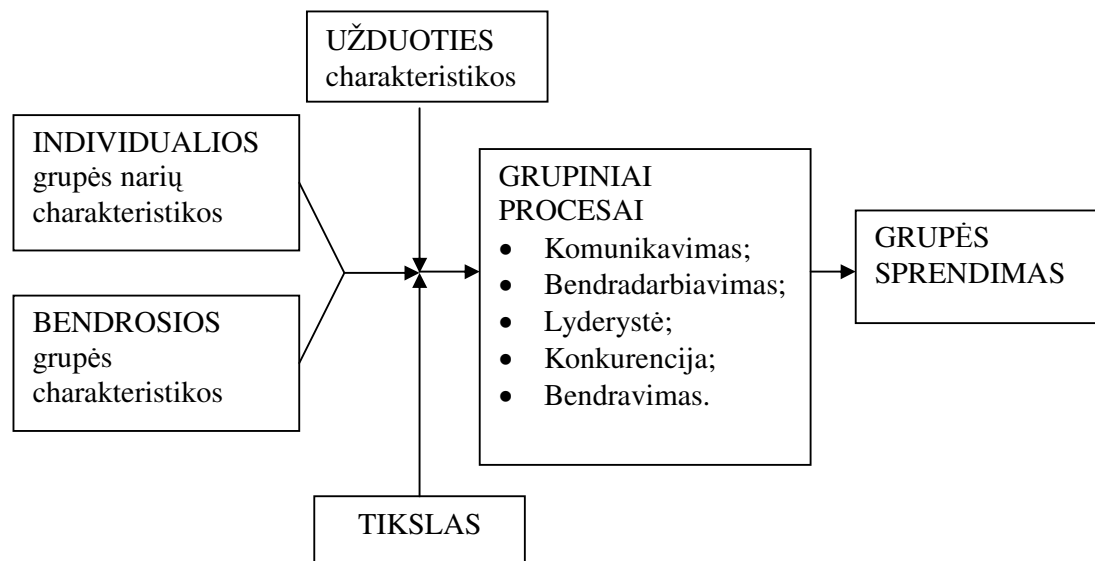 UŽDUOTIES
charakteristikos
INDIVIDUALIOS
grupės narių
charakteristikos
BENDROSIOS
grupės
charakteristikos
TIKSLAS
GRUPINIAI
PROCESAI
• Komunikavimas;
• Bendradarbiavimas;
• Lyderystė;
• Konkurencija;
• Bendravimas.
GRUPĖS
SPRENDIMAS